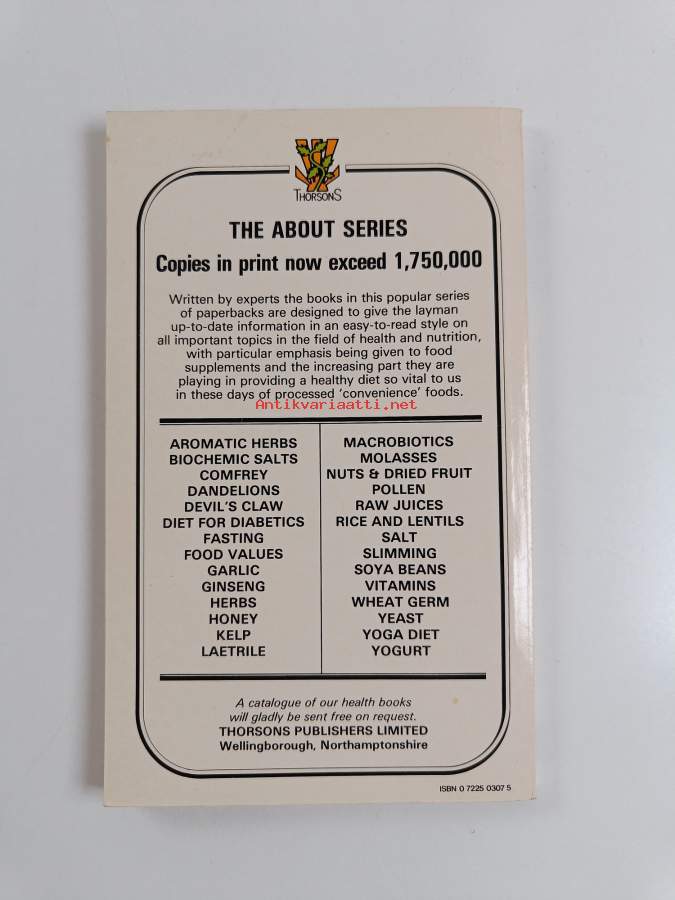 THORSONS
THE ABOUT SERIES
Copies in print now exceed 1,750,000
Written by experts the books in this popular series
of paperbacks are designed to give the layman
up-to-date information in an easy-to-read style on
all important topics in the field of health and nutrition,
with particular emphasis being given to food
supplements and the increasing part they are
playing in providing a healthy diet so vital to us
in these days of processed ‘convenience’ foods.
Antikvariaatti.net
AROMATIC HERBS
BIOCHEMIC SALTS
COMFREY
DANDELIONS
DEVIL'S CLAW
DIET FOR DIABETICS
FASTING
FOOD VALUES
GARLIC
GINSENG
HERBS
HONEY
KELP
LAETRILE
MACROBIOTICS
MOLASSES
NUTS & DRIED FRUIT
POLLEN
RAW JUICES
RICE AND LENTILS
SALT
SLIMMING
SOYA BEANS
VITAMINS
WHEAT GERM
YEAST
YOGA DIET
YOGURT
A catalogue of our health books
will gladly be sent free on request.
THORSONS PUBLISHERS LIMITED
Wellingborough, Northamptonshire
ISBN 0 7225 0307 5